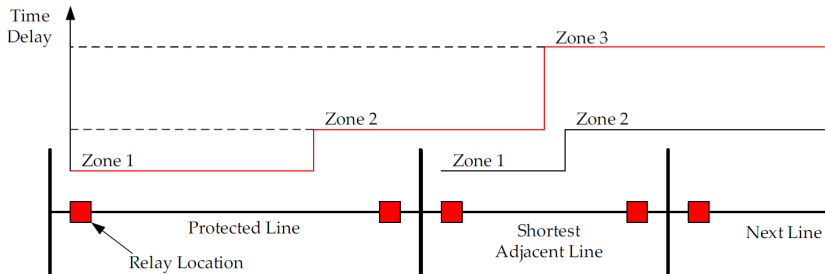 Time
Delay
Zone 3
Zone 2
Zone 2
Zone 1
Zone 1
Protected Line
Shortest
Adjacent Line
Next Line
Relay Location